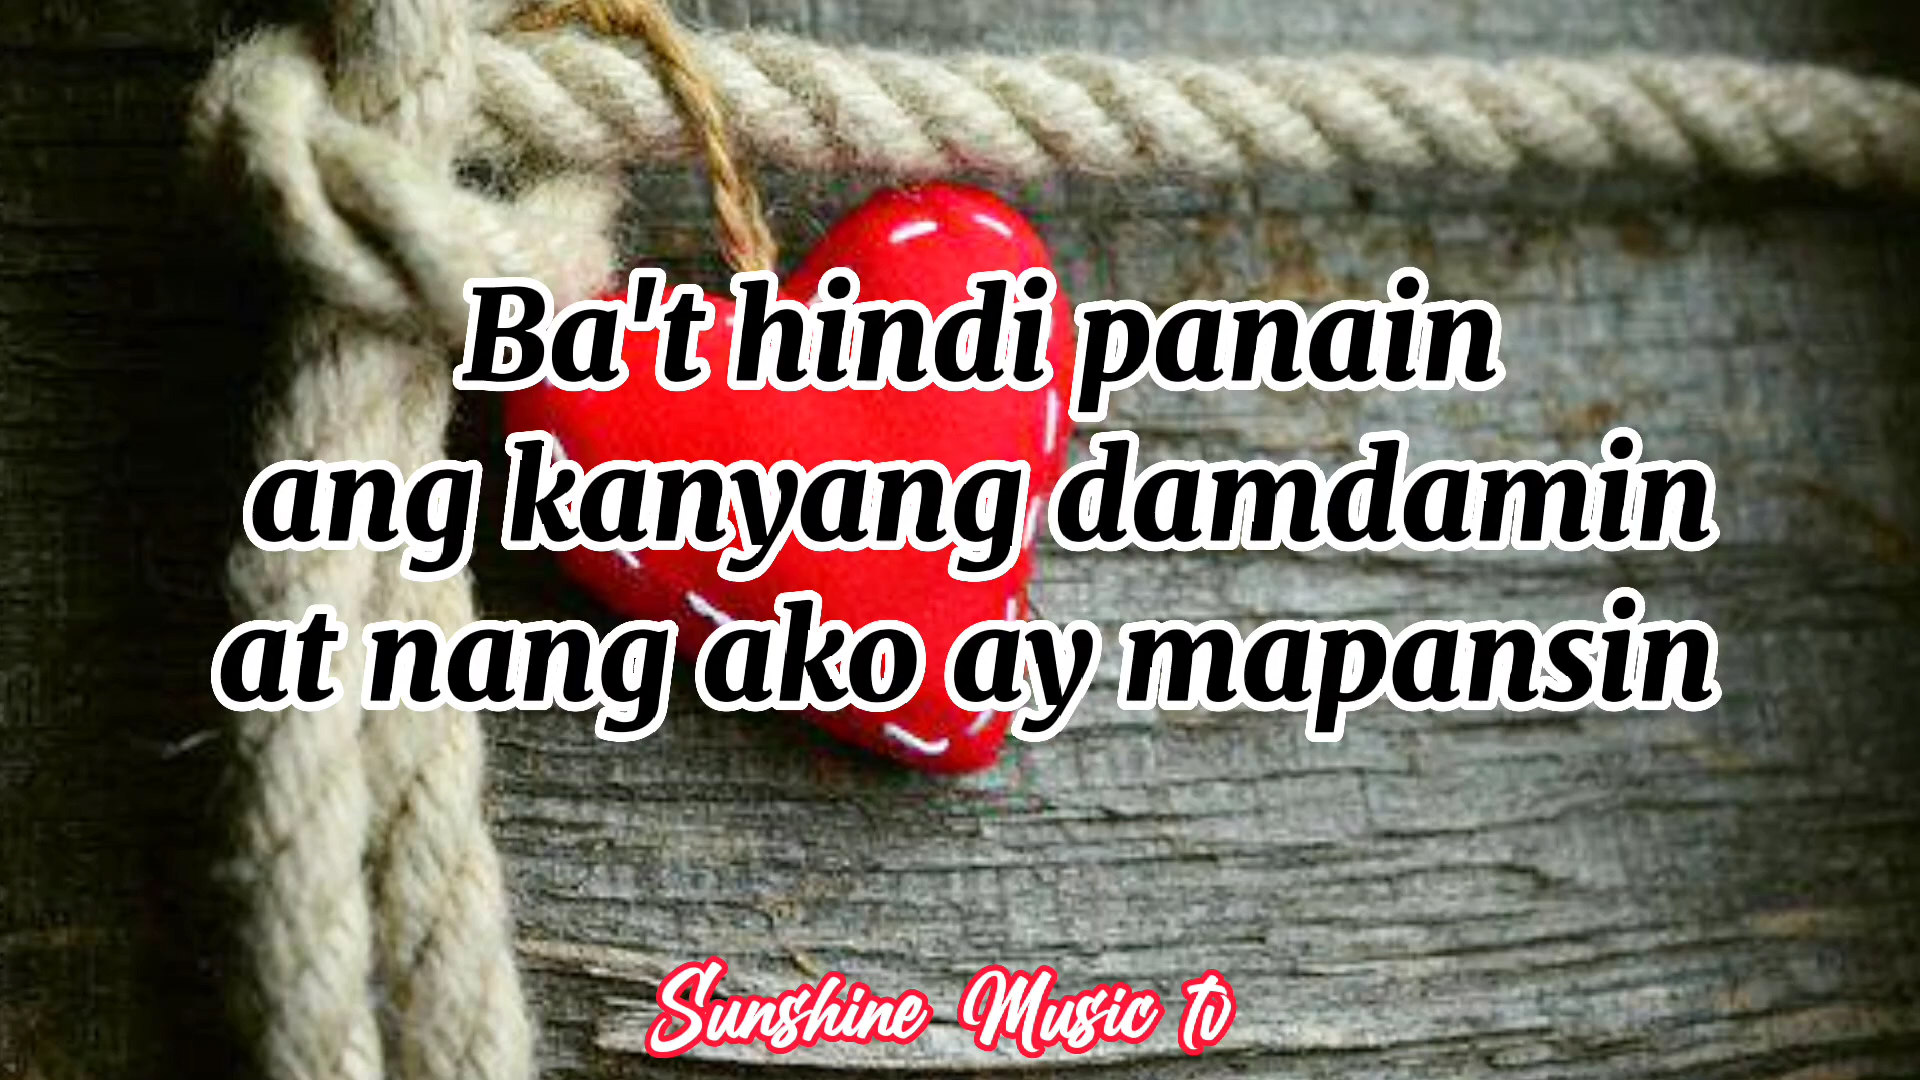 Ba't hindi panain
ang kanyang damdamin
at nang ako ay mapansin
Sunshine Music tv